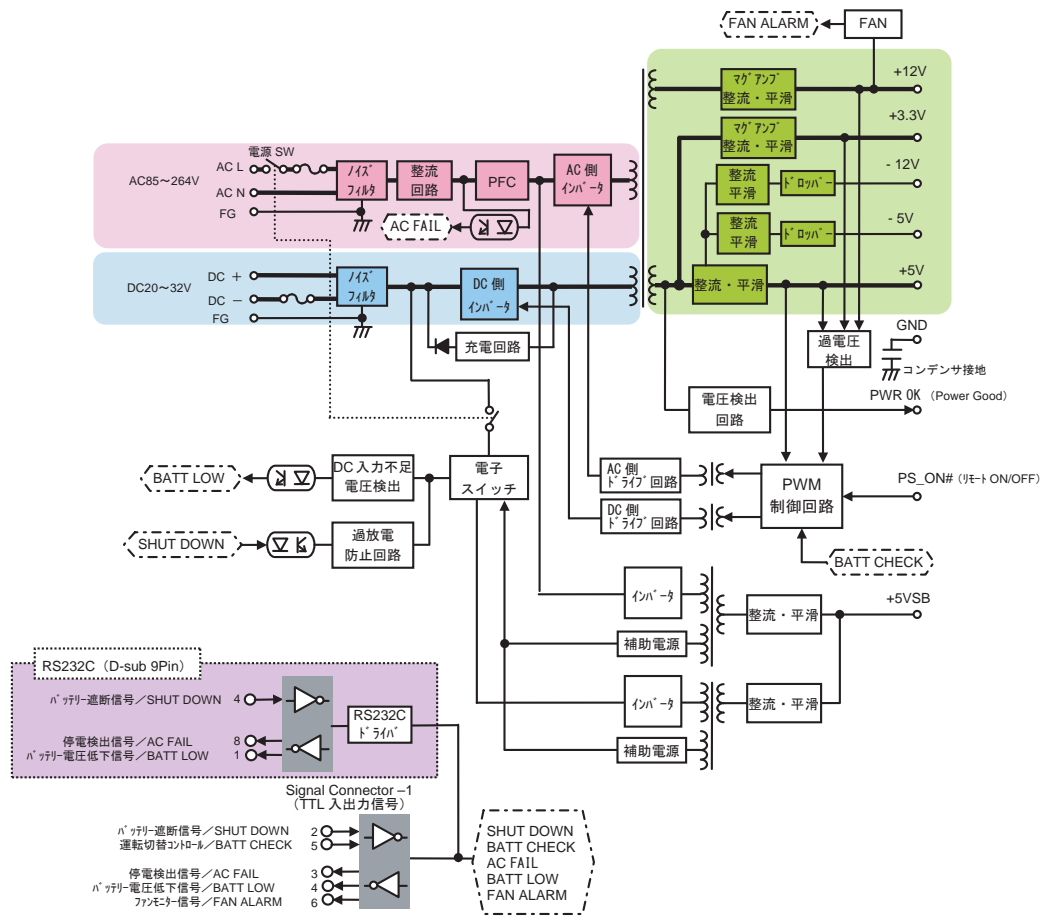 FAN ALARM
FAN
+12V
マグアンプ
整流・平滑
+3.3V
マグアンプ
整流・平滑
- 12V
整流
平滑
ドロッパー
- 5V
整流
平滑
ドロッパー
+5V
整流・平滑
電源 SW
AC85～264V
AC L
AC N
FG
ノイズ
フィルタ
整流
回路
PFC
AC 側
インバータ
AC FAIL
DC20～32V
DC +
DC －
FG
ノイズ
フィルタ
DC 側
インバータ
充電回路
過電圧
検出
GND
コンデンサ接地
電圧検出
回路
PWR OK （Power Good）
BATT LOW
DC 入力不足
電圧検出
電子
スイッチ
AC 側
ドライブ回路
DC 側
ドライブ回路
PWM
制御回路
PS_ON# （リモート ON/OFF）
SHUT DOWN
過放電
防止回路
BATT CHECK
インバータ
整流・平滑
+5VSB
補助電源
インバータ
整流・平滑
補助電源
RS232C （D-sub 9Pin）
バッテリー遮断信号／SHUT DOWN 4
停電検出信号／AC FAIL 8
バッテリー電圧低下信号／BATT LOW 1
RS232C
ドライバ
Signal Connector –1
（TTL 入出力信号）
バッテリー遮断信号／SHUT DOWN 2
運転切替コントロール／BATT CHECK 5
停電検出信号／AC FAIL 3
バッテリー電圧低下信号／BATT LOW 4
ファンモニター信号／FAN ALARM 6
SHUT DOWN
BATT CHECK
AC FAIL
BATT LOW
FAN ALARM